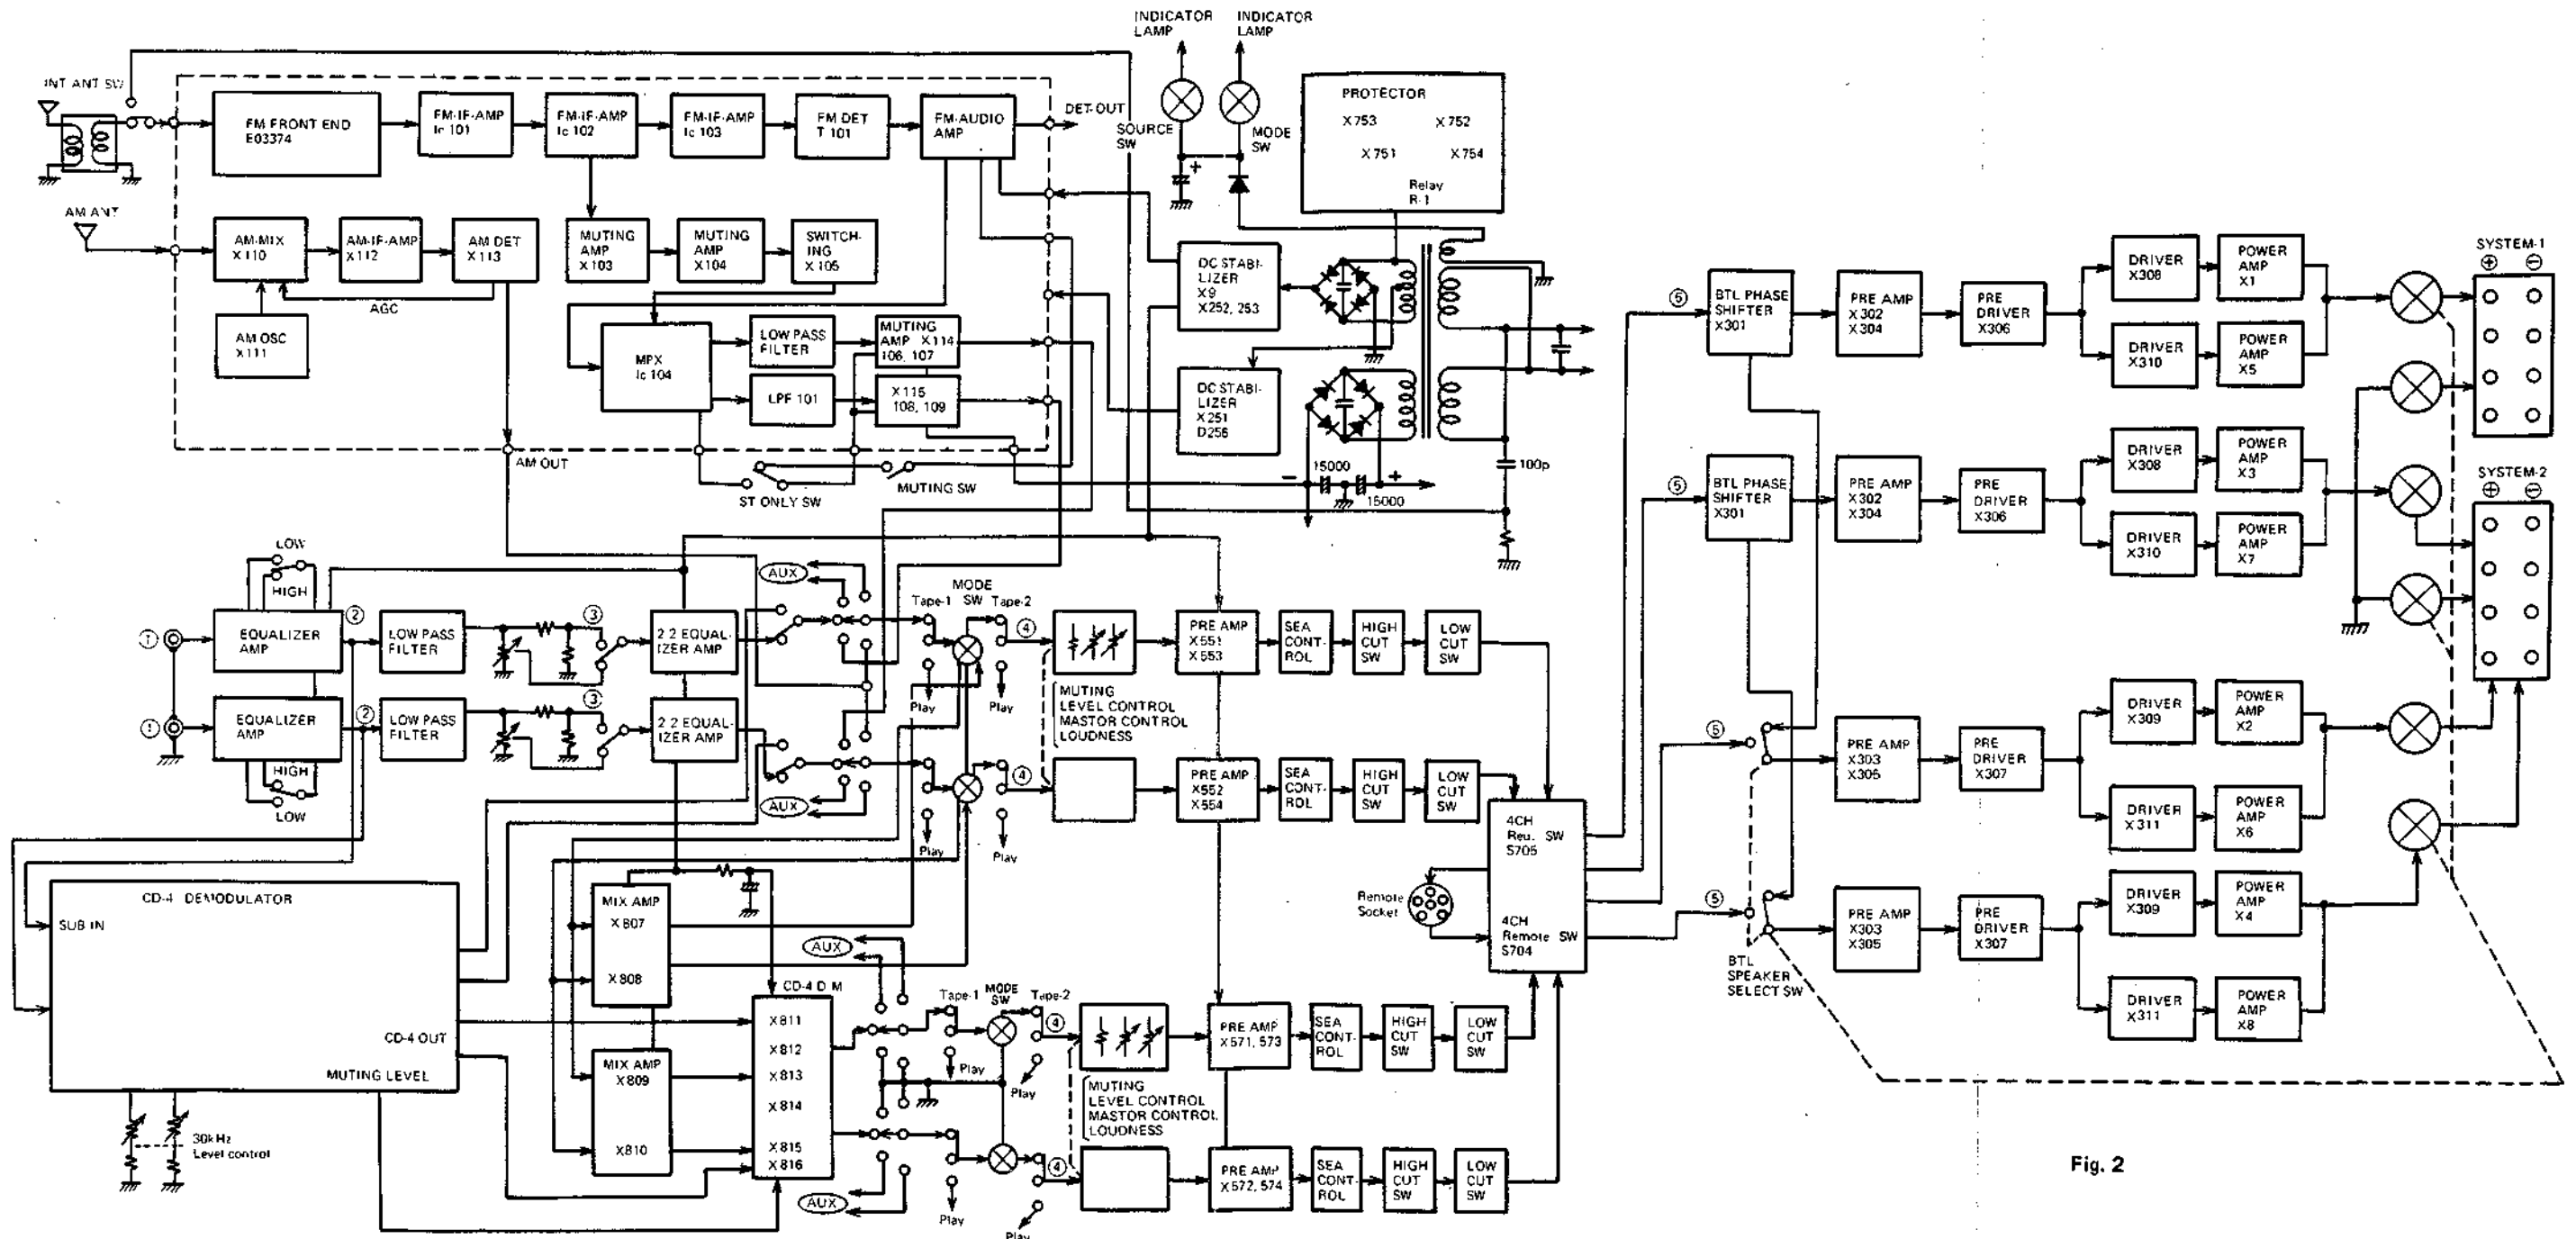 INDICATOR
LAMP
INDICATOR
LAMP
INT ANT SW
FM FRONT END
E03374
FM-IF-AMP
Ic 101
FM-IF-AMP
Ic 102
FM-IF-AMP
Ic 103
FM DET
T 101
FM-AUDIO
AMP
DET-OUT
SOURCE
SW
MODE
SW
PROTECTOR
X753
X752
X751
X754
Relay
R-1
AM ANT
AM-MIX
X110
AM-IF-AMP
X112
AM DET
X113
MUTING
AMP
X103
MUTING
AMP
X104
SWITCH-
ING
X105
AGC
AM OSC
X111
MPX
Ic 104
LOW PASS
FILTER
MUTING
AMP X114
106, 107
LPF 101
X115
108, 109
DC STABI-
LIZER
X9
X252, 253
DC STABI-
LIZER
X251
D256
AM OUT
ST ONLY SW
MUTING SW
+
−
15000
+
15000
100p
⑤
BTL PHASE
SHIFTER
X301
PRE AMP
X302
X304
PRE
DRIVER
X306
DRIVER
X308
POWER
AMP
X1
DRIVER
X310
POWER
AMP
X5
SYSTEM-1
⊕ ⊖
⑤
BTL PHASE
SHIFTER
X301
PRE AMP
X302
X304
PRE
DRIVER
X306
DRIVER
X308
POWER
AMP
X3
DRIVER
X310
POWER
AMP
X7
SYSTEM-2
⊕ ⊖
LOW
HIGH
①
EQUALIZER
AMP
②
LOW PASS
FILTER
③
2 2 EQUAL-
IZER AMP
AUX
Tape-1
MODE
SW
Tape-2
④
Play
Play
MUTING
LEVEL CONTROL
MASTOR CONTROL
LOUDNESS
PRE AMP
X551
X553
SEA
CONT-
ROL
HIGH
CUT
SW
LOW
CUT
SW
①
EQUALIZER
AMP
②
LOW PASS
FILTER
③
2 2 EQUAL-
IZER AMP
HIGH
LOW
AUX
④
Play
Play
PRE AMP
X552
X554
SEA
CONT-
ROL
HIGH
CUT
SW
LOW
CUT
SW
4CH
Reu. SW
S705
4CH
Remote SW
S704
Remote
Socket
⑤
PRE AMP
X303
X305
PRE
DRIVER
X307
DRIVER
X309
POWER
AMP
X2
DRIVER
X311
POWER
AMP
X6
⑤
BTL
SPEAKER
SELECT SW
PRE AMP
X303
X305
PRE
DRIVER
X307
DRIVER
X309
POWER
AMP
X4
DRIVER
X311
POWER
AMP
X8
CD-4 DEMODULATOR
SUB IN
CD-4 OUT
MUTING LEVEL
30kHz
Level control
MIX AMP
X807
X808
MIX AMP
X809
X810
CD-4 D M
X811
X812
X813
X814
X815
X816
AUX
Tape-1
MODE
SW
Tape-2
④
Play
Play
MUTING
LEVEL CONTROL
MASTOR CONTROL
LOUDNESS
PRE AMP
X571, 573
SEA
CONT-
ROL
HIGH
CUT
SW
LOW
CUT
SW
AUX
④
Play
Play
PRE AMP
X572, 574
SEA
CONT-
ROL
HIGH
CUT
SW
LOW
CUT
SW
Fig. 2